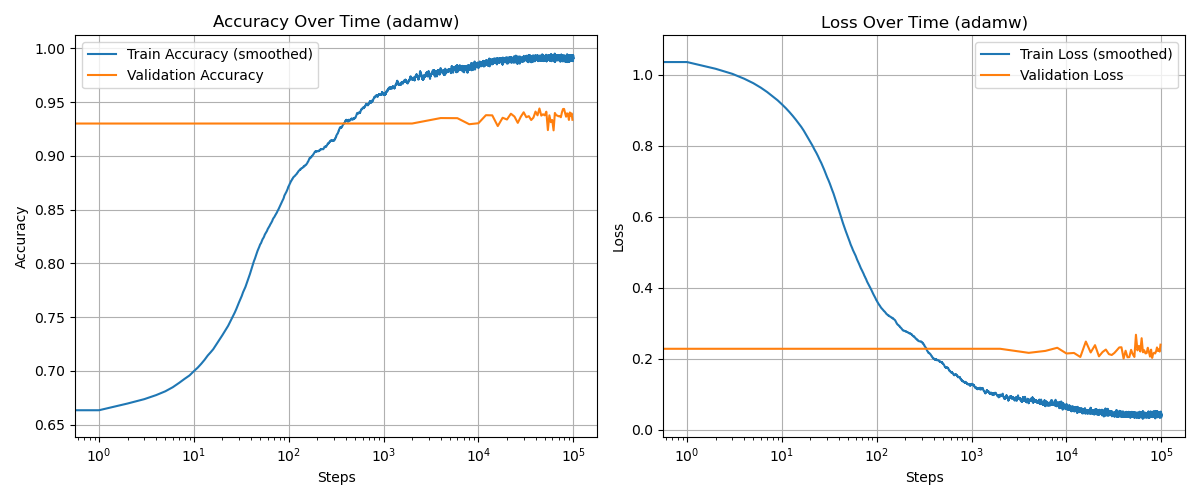 Accuracy Over Time (adamw)
Train Accuracy (smoothed)
Validation Accuracy
Accuracy
1.00
0.95
0.90
0.85
0.80
0.75
0.70
0.65
10⁰
10¹
10²
10³
10⁴
10⁵
Steps
Loss Over Time (adamw)
Train Loss (smoothed)
Validation Loss
Loss
1.0
0.8
0.6
0.4
0.2
0.0
10⁰
10¹
10²
10³
10⁴
10⁵
Steps